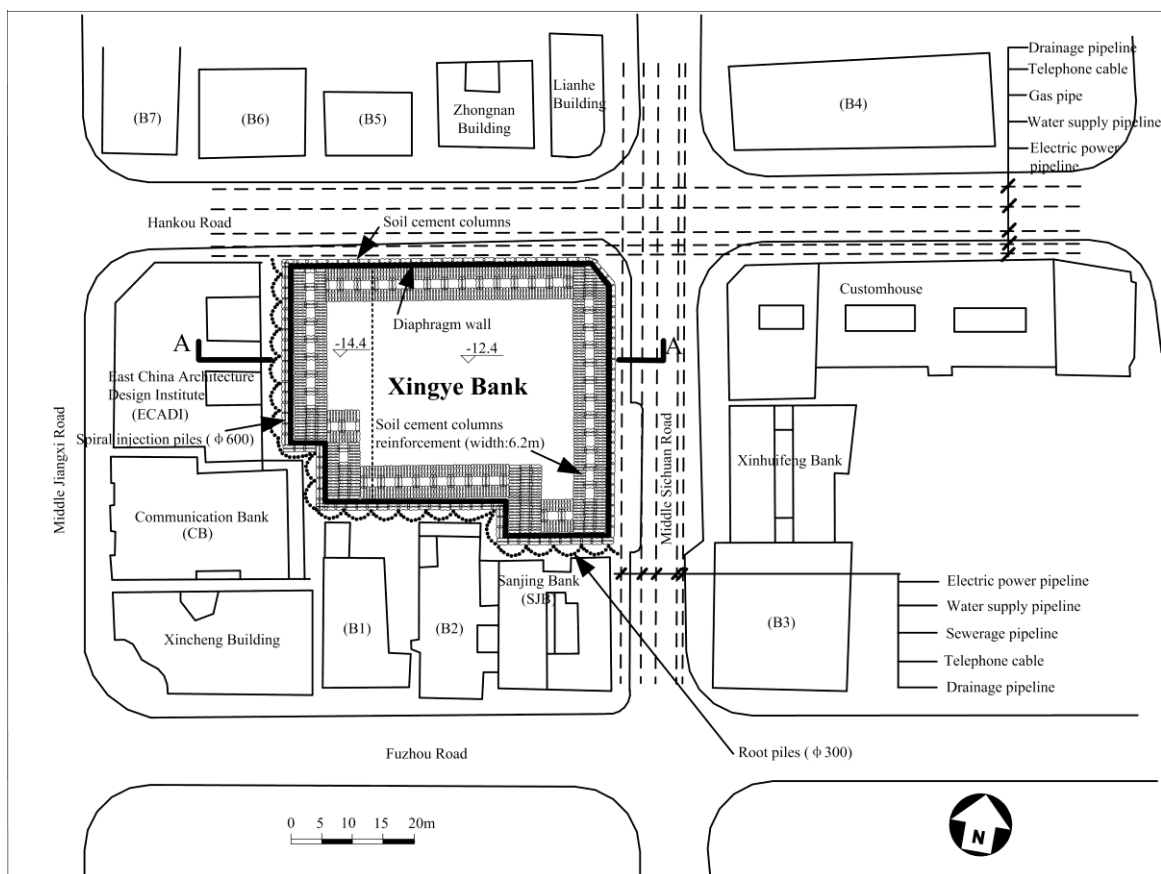 Drainage pipeline
Telephone cable
Gas pipe
Water supply pipeline
Electric power
pipeline
(B7)
(B6)
(B5)
Zhongnan
Building
Lianhe
Building
(B4)
Hankou Road
Soil cement columns
Customhouse
Diaphragm wall
A
A
-14.4
-12.4
East China Architecture
Design Institute
(ECADI)
Xingye Bank
Spiral injection piles ( φ600)
Soil cement columns
reinforcement (width:6.2m)
Middle Jiangxi Road
Middle Sichuan Road
Xinhuifeng Bank
Communication Bank
(CB)
Sanjing Bank
(SJB)
Electric power pipeline
Water supply pipeline
Sewerage pipeline
Telephone cable
Drainage pipeline
Xincheng Building
(B1)
(B2)
(B3)
Fuzhou Road
Root piles ( φ300)
0 5 10 15 20m
N